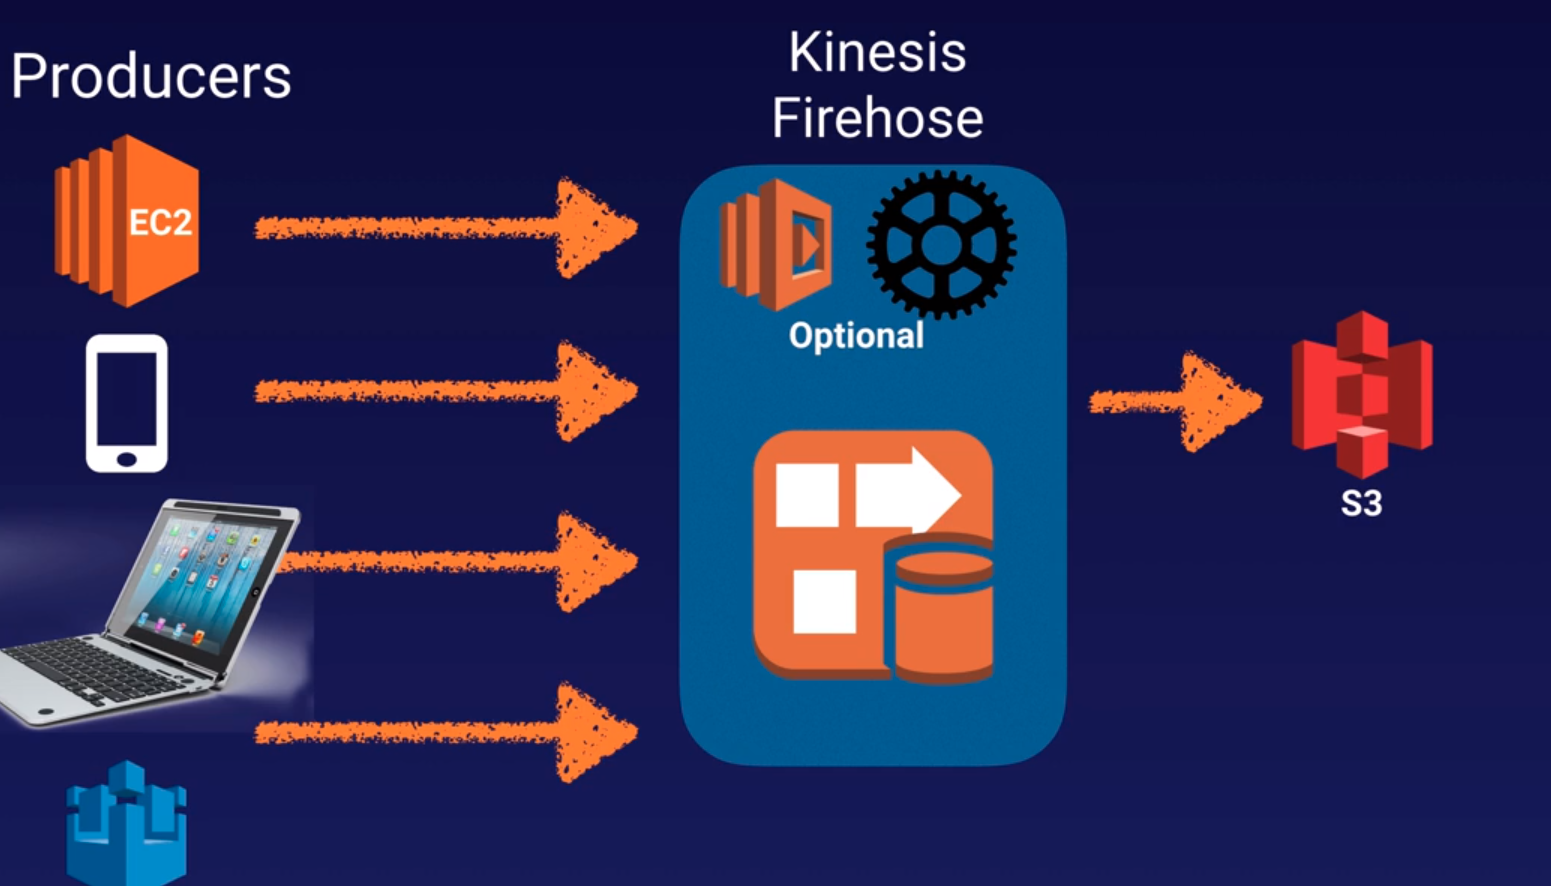 Producers
Kinesis
Firehose
EC2
Optional
S3